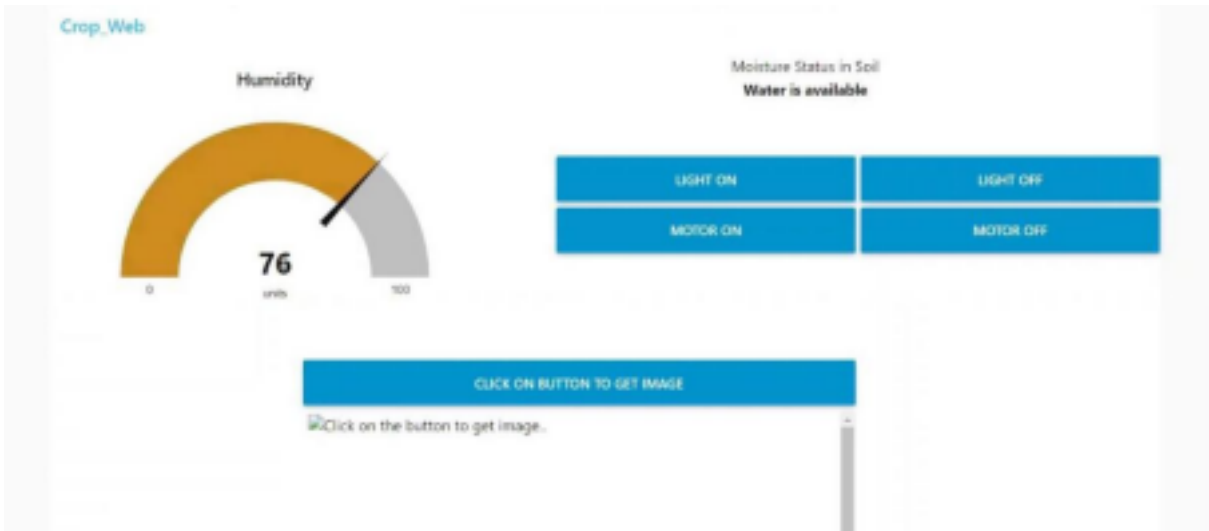 Crop_Web
Humidity
76
units
0
100
Moisture Status in Soil
Water is available
LIGHT ON
LIGHT OFF
MOTOR ON
MOTOR OFF
CLICK ON BUTTON TO GET IMAGE
Click on the button to get image..